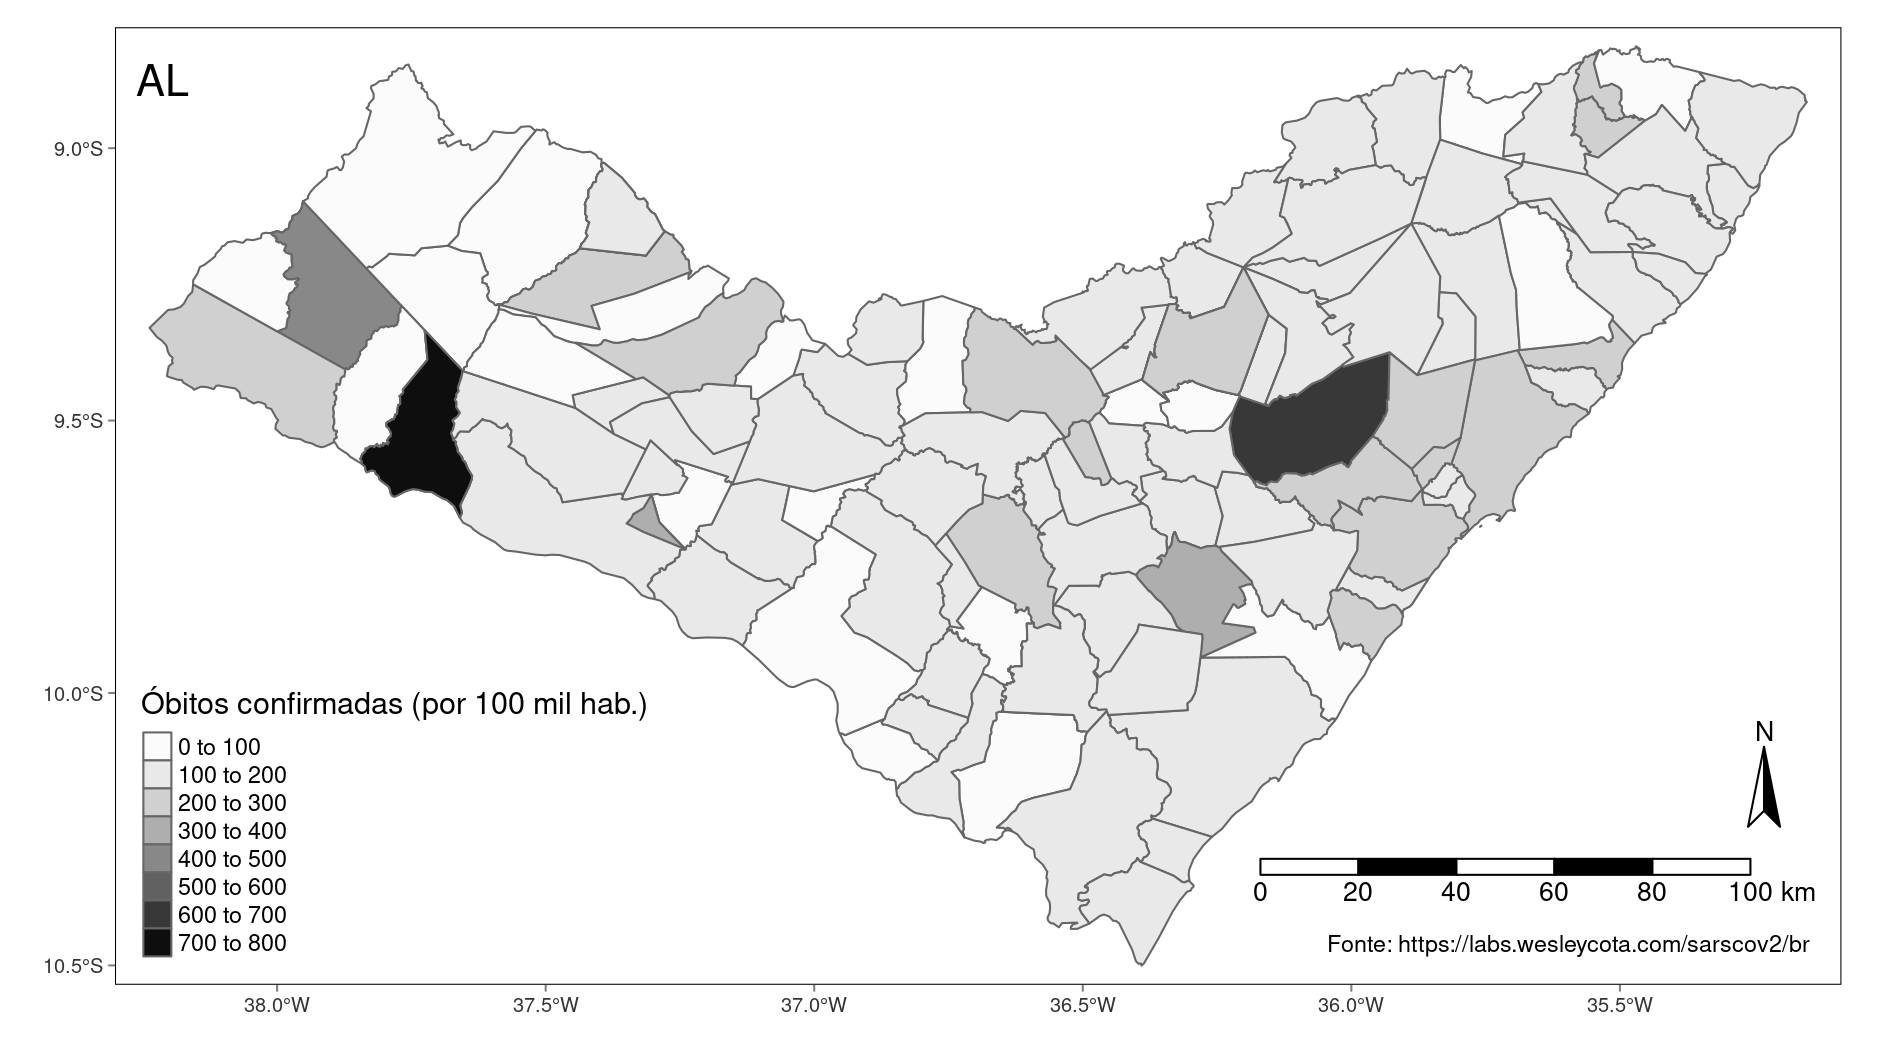 AL
9.0°S
9.5°S
10.0°S
10.5°S
Óbitos confirmadas (por 100 mil hab.)
0 to 100
100 to 200
200 to 300
300 to 400
400 to 500
500 to 600
600 to 700
700 to 800
N
0 20 40 60 80 100 km
Fonte: https://labs.wesleycota.com/sarscov2/br
38.0°W 37.5°W 37.0°W 36.5°W 36.0°W 35.5°W